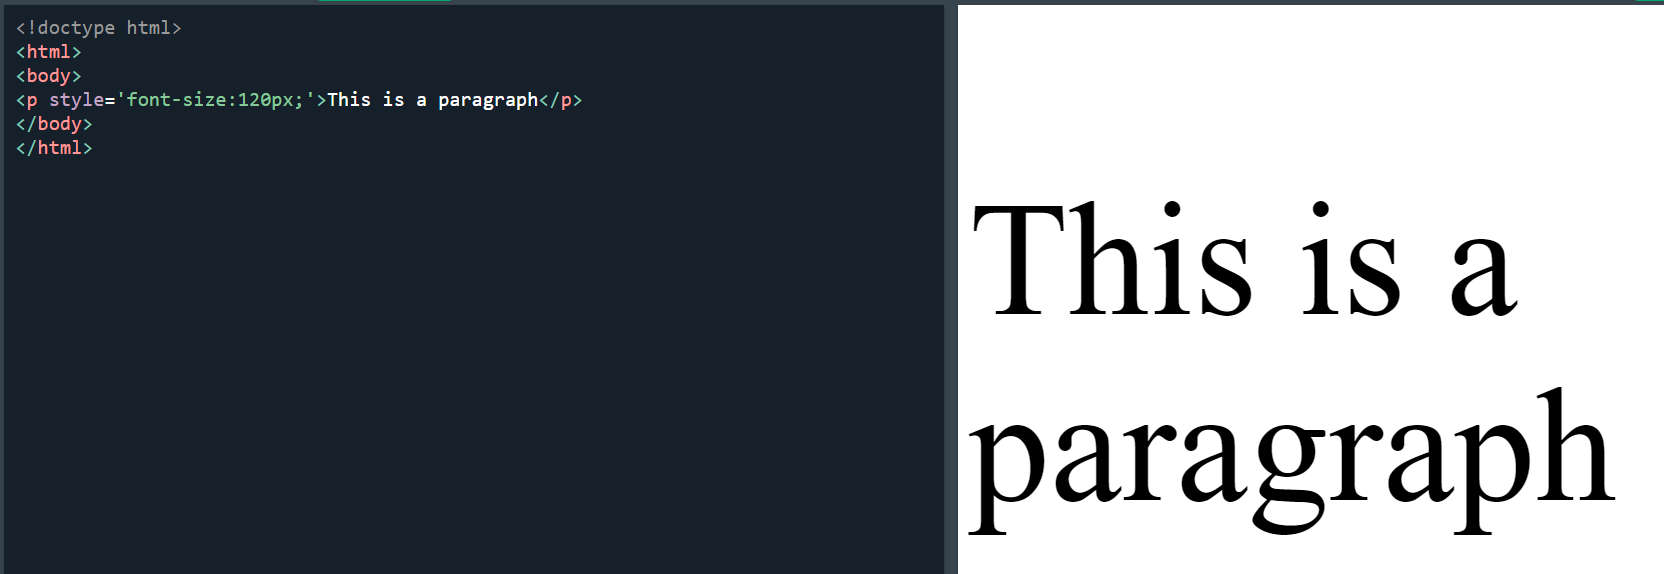 <!doctype html>
<html>
<body>
<p style='font-size:120px;'>This is a paragraph</p>
</body>
</html>
This is a
paragraph